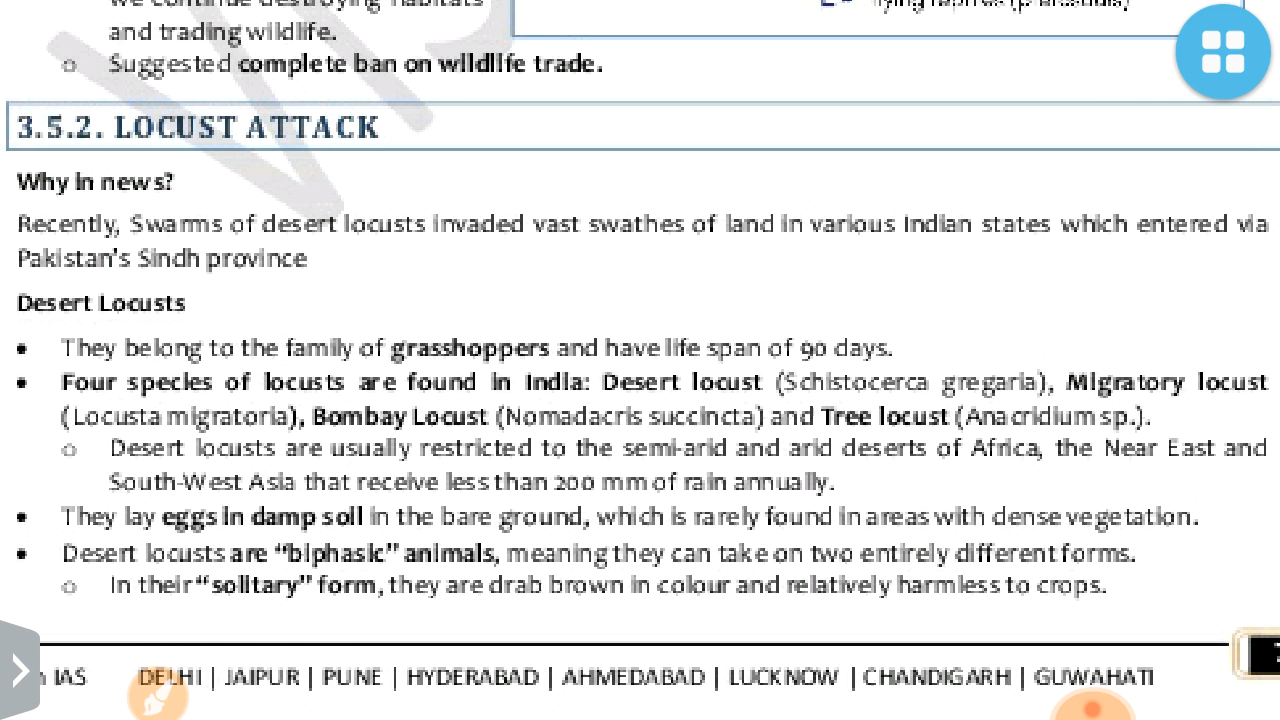 we continue destroying habitats
and trading wildlife.
o Suggested complete ban on wildlife trade.
3.5.2. LOCUST ATTACK
Why in news?
Recently, Swarms of desert locusts invaded vast swathes of land in various Indian states which entered via
Pakistan's Sindh province
Desert Locusts
• They belong to the family of grasshoppers and have life span of 90 days.
• Four species of locusts are found in India: Desert locust (Schistocerca gregaria), Migratory locust
(Locusta migratoria), Bombay Locust (Nomadacris succincta) and Tree locust (Anacridium sp.).
o Desert locusts are usually restricted to the semi-arid and arid deserts of Africa, the Near East and
South-West Asia that receive less than 200 mm of rain annually.
• They lay eggs in damp soil in the bare ground, which is rarely found in areas with dense vegetation.
• Desert locusts are “biphasic” animals, meaning they can take on two entirely different forms.
o In their “solitary” form, they are drab brown in colour and relatively harmless to crops.
IAS DELHI | JAIPUR | PUNE | HYDERABAD | AHMEDABAD | LUCKNOW | CHANDIGARH | GUWAHATI